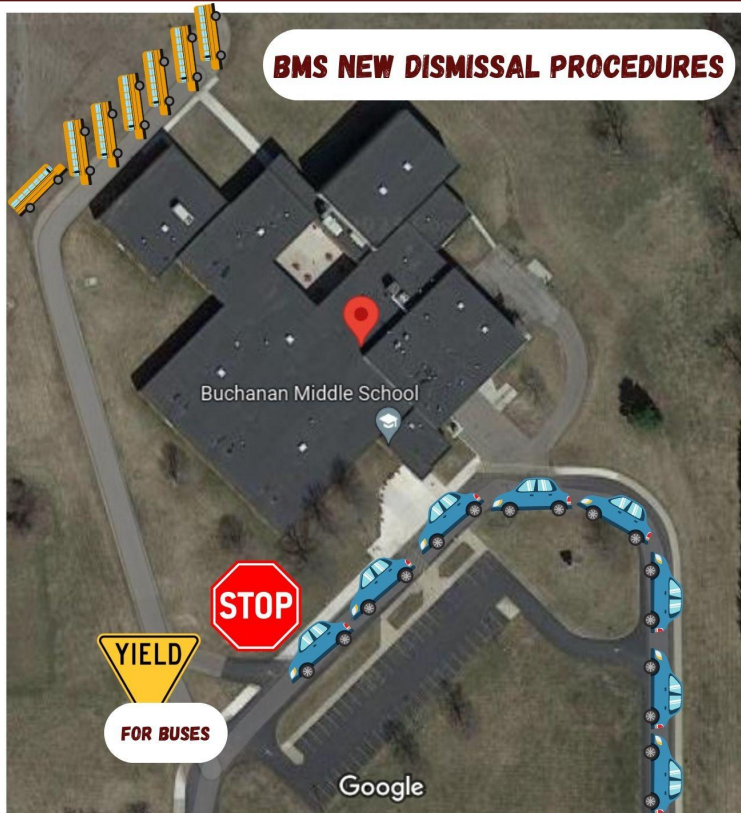 BMS NEW DISMISSAL PROCEDURES
Buchanan Middle School
STOP
YIELD
FOR BUSES
Google